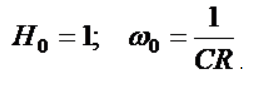 H₀ = 1;   ω₀ = 1/CR.